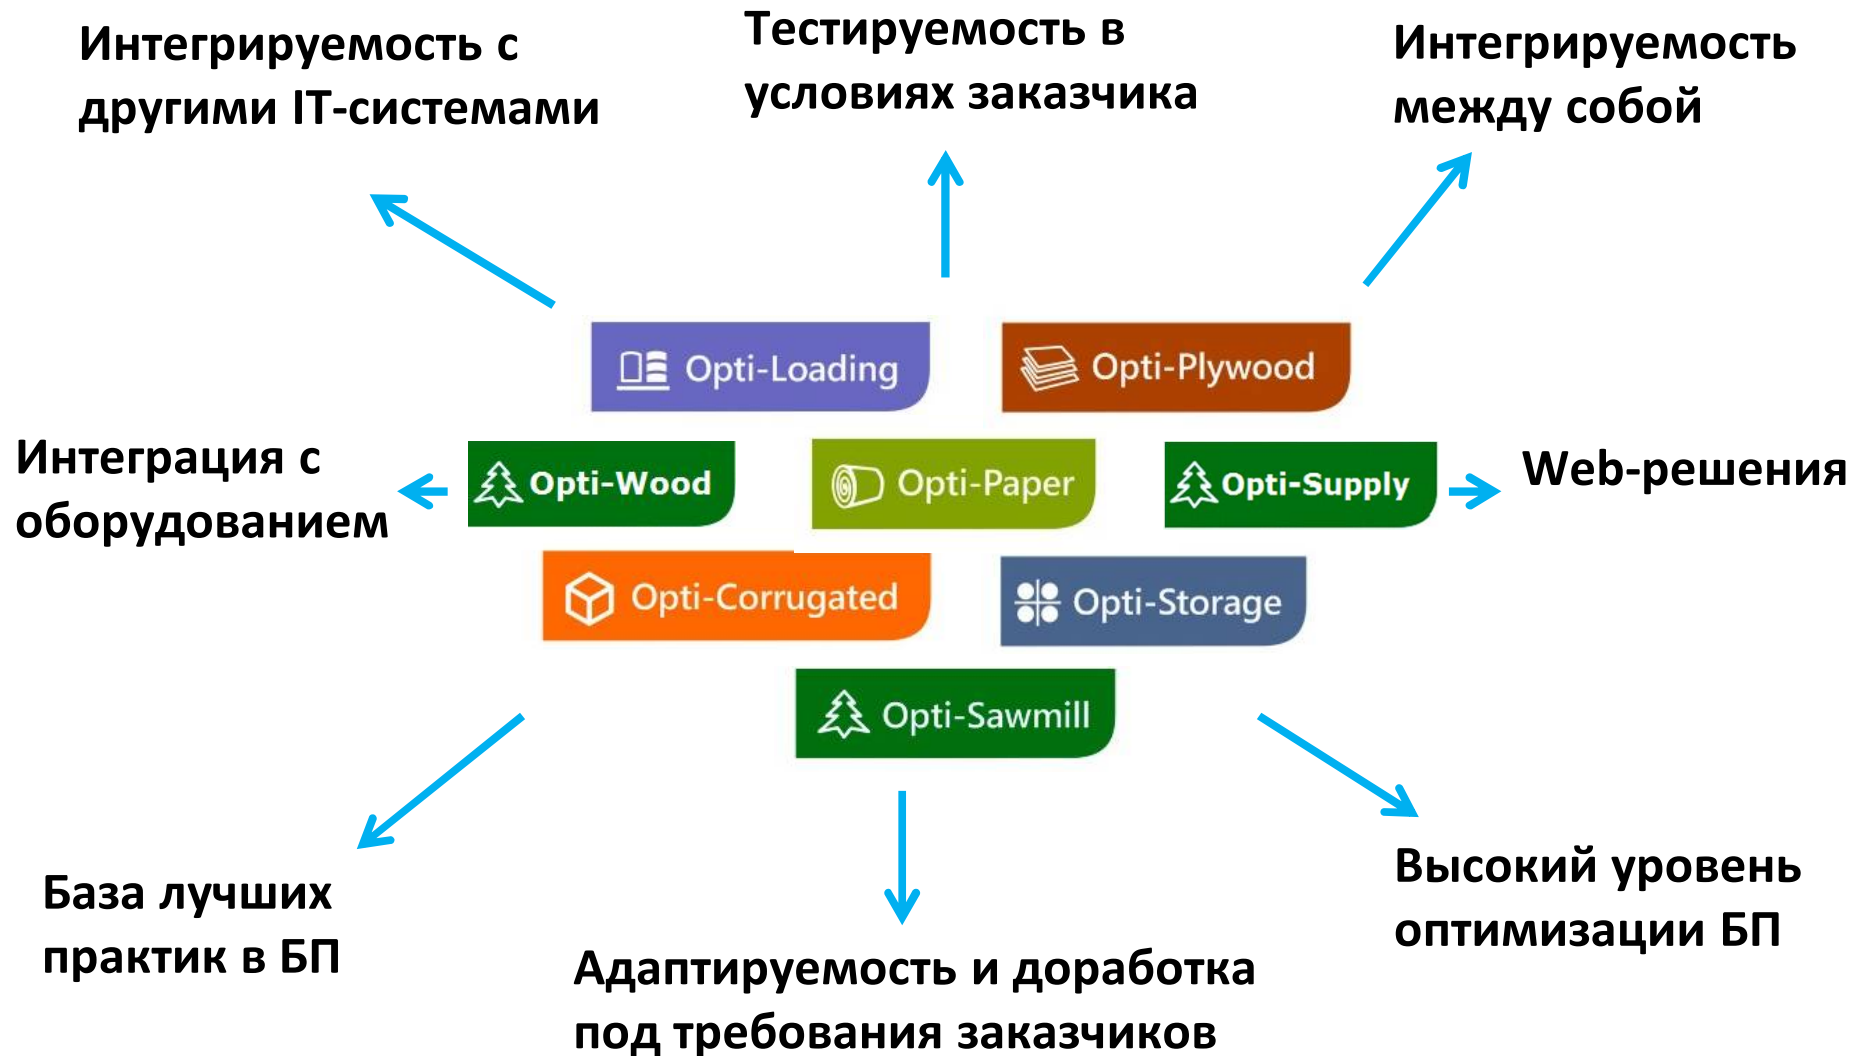 Интегрируемость с
другими IT-системами
Тестируемость в
условиях заказчика
Интегрируемость
между собой
Opti-Loading
Opti-Plywood
Интеграция с
оборудованием
Opti-Wood
Opti-Paper
Opti-Supply
Web-решения
Opti-Corrugated
Opti-Storage
Opti-Sawmill
База лучших
практик в БП
Адаптируемость и доработка
под требования заказчиков
Высокий уровень
оптимизации БП